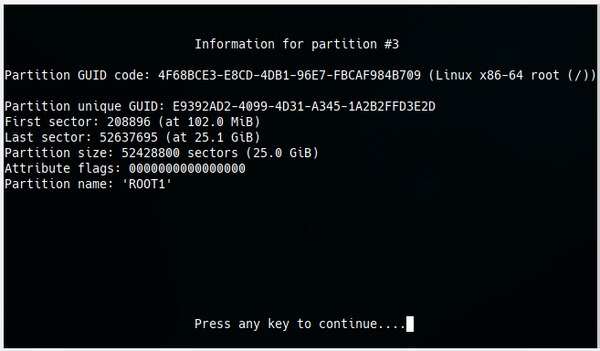 Information for partition #3
Partition GUID code: 4F68BCE3-E8CD-4DB1-96E7-FBCAF984B709 (Linux x86-64 root (/))
Partition unique GUID: E9392AD2-4099-4D31-A345-1A2B2FFD3E2D
First sector: 208896 (at 102.0 MiB)
Last sector: 52637695 (at 25.1 GiB)
Partition size: 52428800 sectors (25.0 GiB)
Attribute flags: 0000000000000000
Partition name: 'ROOT1'
Press any key to continue....